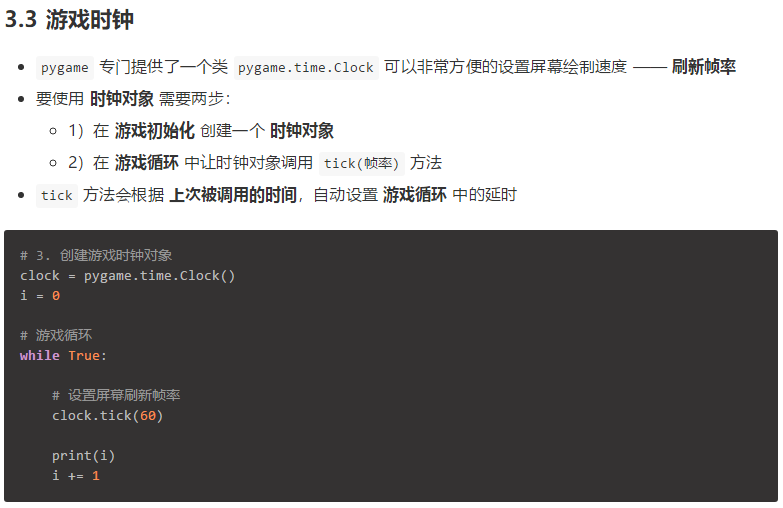 3.3 游戏时钟
pygame 专门提供了一个类 pygame.time.Clock 可以非常方便的设置屏幕绘制速度 —— 刷新帧率
要使用 时钟对象 需要两步：
1）在 游戏初始化 创建一个 时钟对象
2）在 游戏循环 中让时钟对象调用 tick(帧率) 方法
tick 方法会根据 上次被调用的时间，自动设置 游戏循环 中的延时
# 3. 创建游戏时钟对象
clock = pygame.time.Clock()
i = 0
# 游戏循环
while True:
# 设置屏幕刷新帧率
clock.tick(60)
print(i)
i += 1